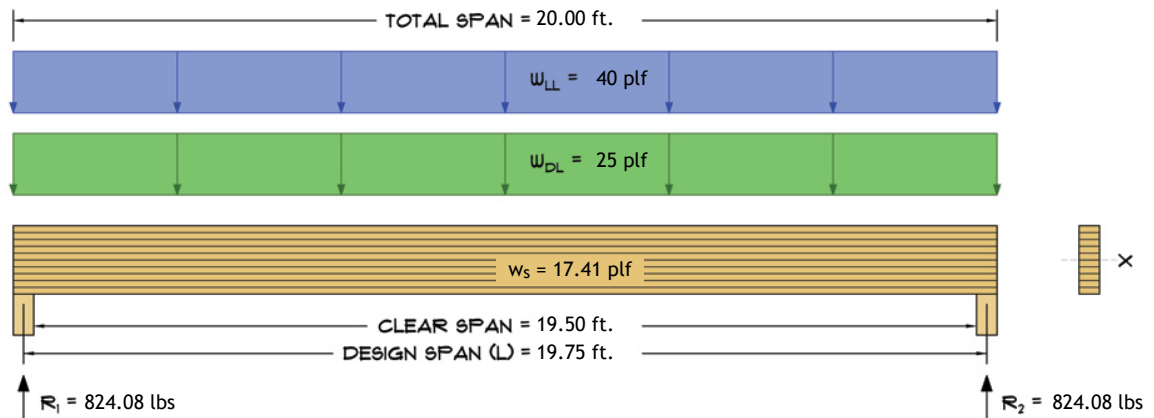 TOTAL SPAN = 20.00 ft.
WLL = 40 plf
WDL = 25 plf
ws = 17.41 plf
X
CLEAR SPAN = 19.50 ft.
DESIGN SPAN (L) = 19.75 ft.
R1 = 824.08 lbs
R2 = 824.08 lbs